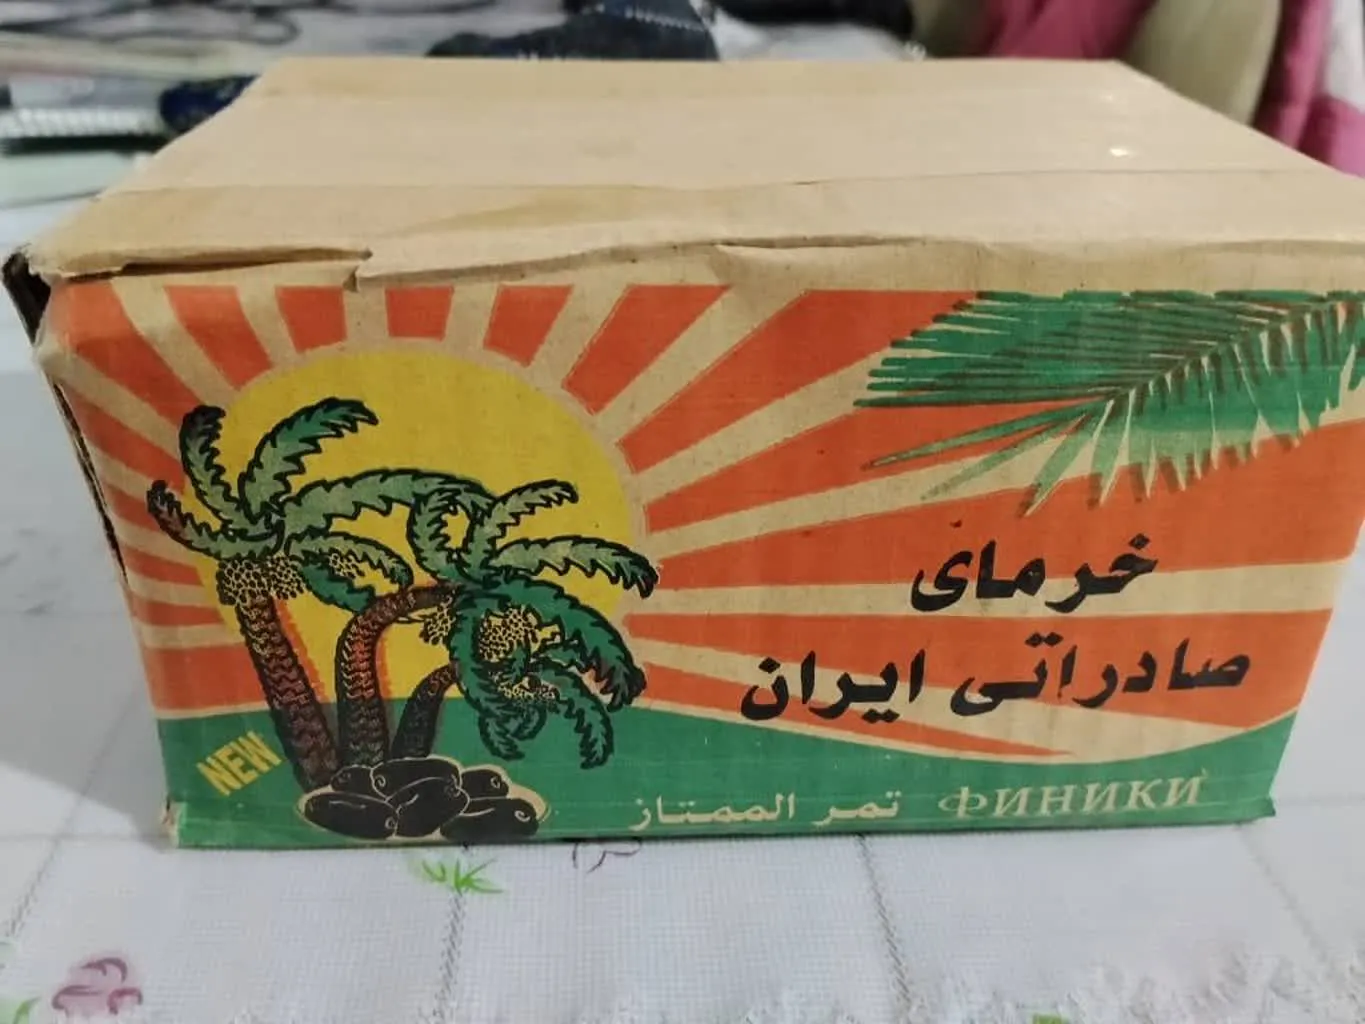 خرمای
صادراتی ایران
NEW
تمر الممتاز
ФИНИКИ